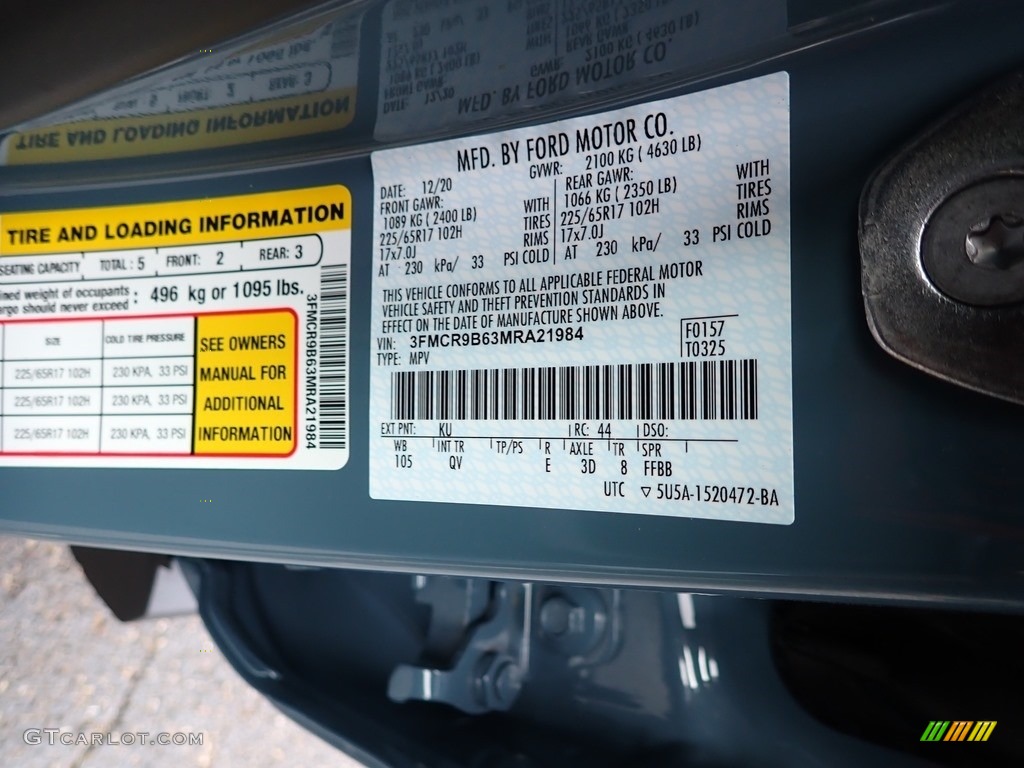 TIRE AND LOADING INFORMATION
SEATING CAPACITY TOTAL: 5 FRONT: 2 REAR: 3
ined weight of occupants
argo should never exceed : 496 kg or 1095 lbs.
SIZE COLD TIRE PRESSURE
225/65R17 102H 230 KPA, 33 PSI
225/65R17 102H 230 KPA, 33 PSI
225/65R17 102H 230 KPA, 33 PSI
SEE OWNERS
MANUAL FOR
ADDITIONAL
INFORMATION
3FMCR9B63MRA21984
MFD. BY FORD MOTOR CO.
DATE: 12/20 GVWR: 2100 KG ( 4630 LB)
FRONT GAWR: REAR GAWR:
1089 KG ( 2400 LB) WITH 1066 KG ( 2350 LB) WITH
225/65R17 102H TIRES 225/65R17 102H TIRES
17x7.0J RIMS 17x7.0J RIMS
AT 230 kPa/ 33 PSI COLD AT 230 kPa/ 33 PSI COLD
THIS VEHICLE CONFORMS TO ALL APPLICABLE FEDERAL MOTOR
VEHICLE SAFETY AND THEFT PREVENTION STANDARDS IN
EFFECT ON THE DATE OF MANUFACTURE SHOWN ABOVE.
VIN: 3FMCR9B63MRA21984
TYPE: MPV
F0157
T0325
EXT PNT: KU RC: 44 DSO:
WB INT TR TP/PS R AXLE TR SPR
105 QV E 3D 8 FFBB
UTC ▽ 5U5A-1520472-BA
GTcarlot.com